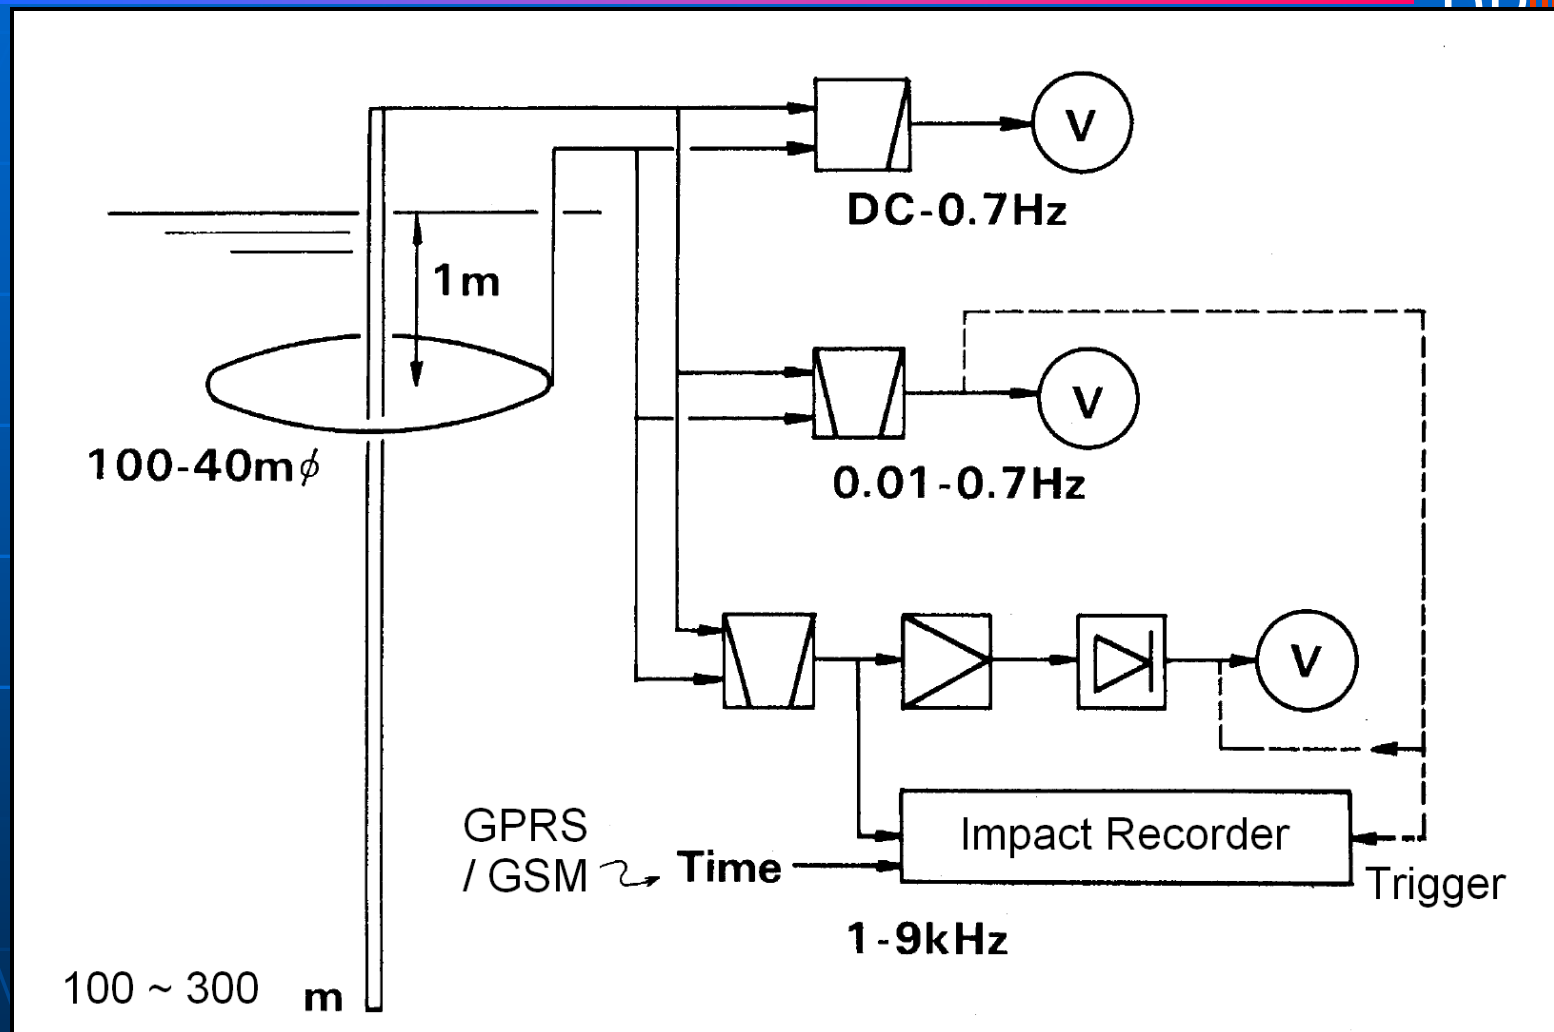 V
DC-0.7Hz
1m
V
100-40mϕ
0.01-0.7Hz
V
GPRS
/ GSM
Time
Impact Recorder
Trigger
1-9kHz
100 ~ 300 m